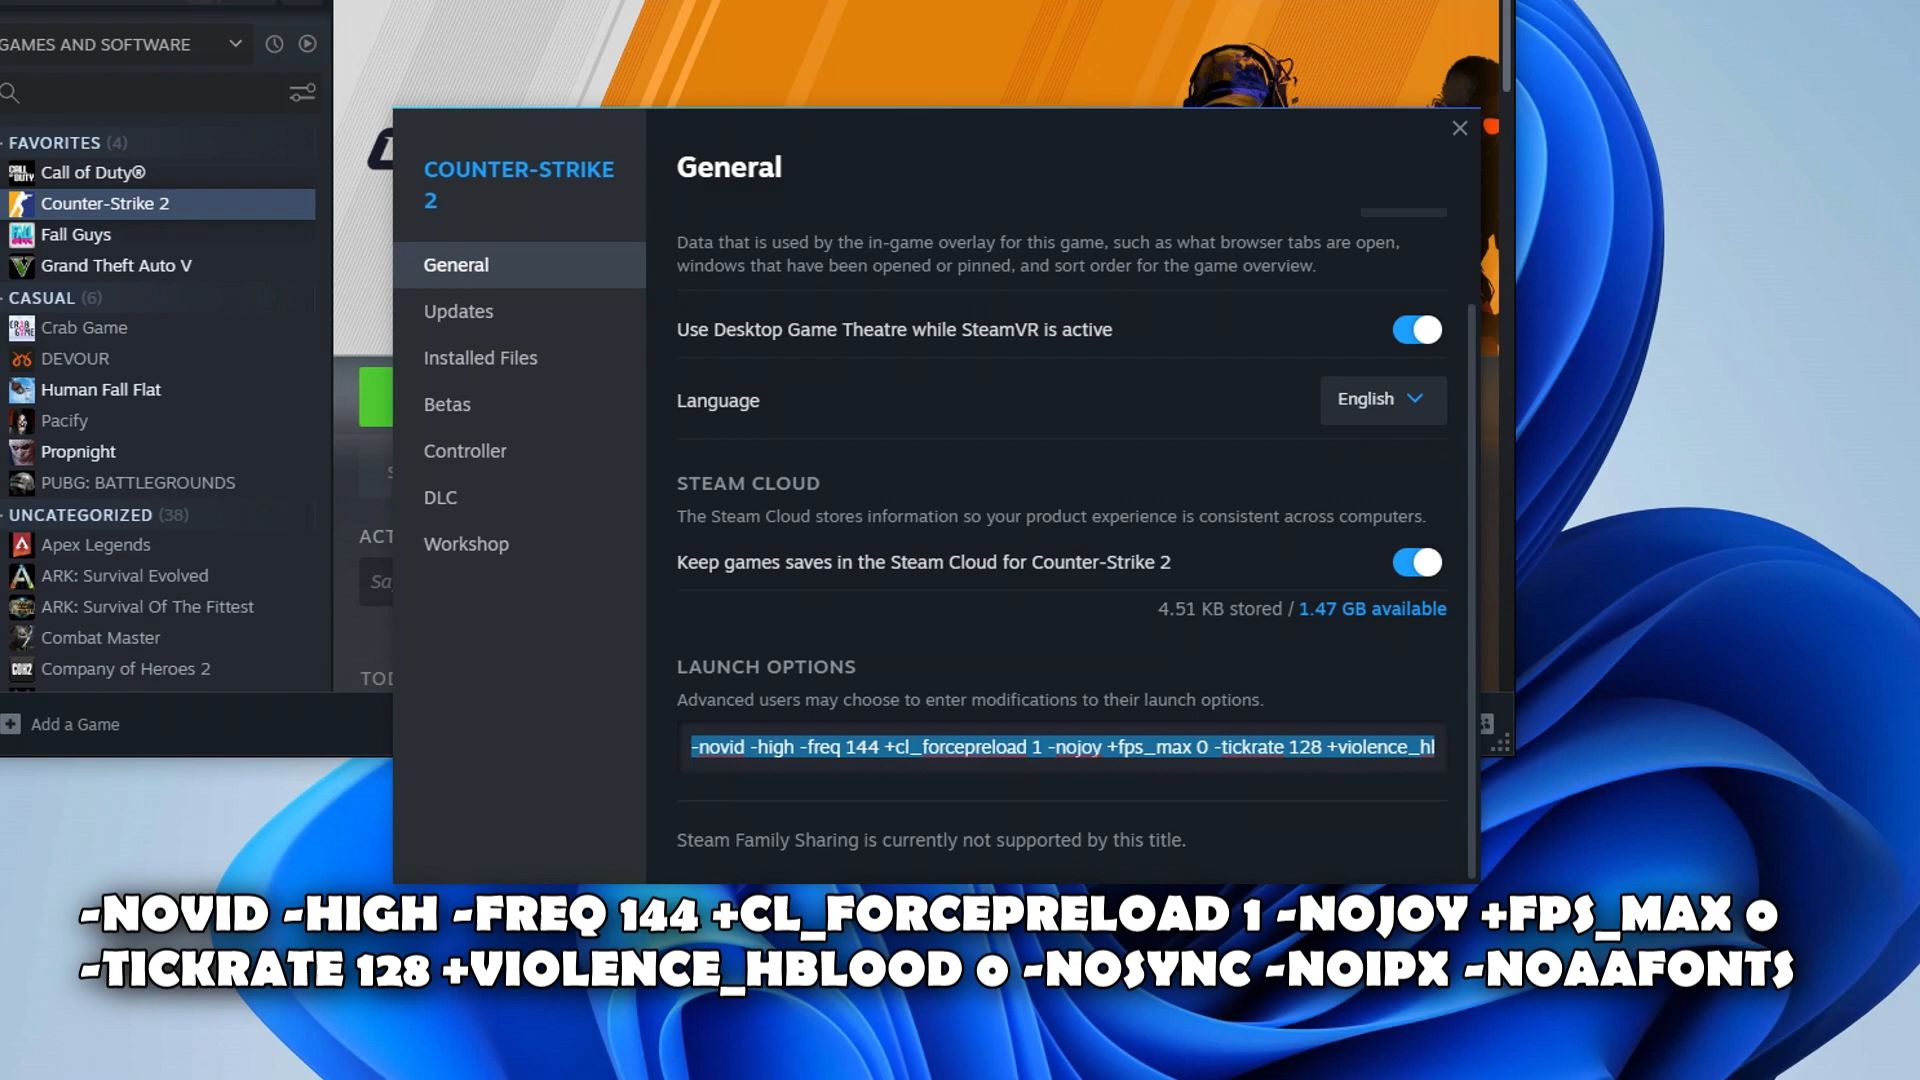 GAMES AND SOFTWARE
FAVORITES (4)
Call of Duty®
Counter-Strike 2
Fall Guys
Grand Theft Auto V
CASUAL (6)
Crab Game
DEVOUR
Human Fall Flat
Pacify
Propnight
PUBG: BATTLEGROUNDS
UNCATEGORIZED (38)
Apex Legends
ARK: Survival Evolved
ARK: Survival Of The Fittest
Combat Master
Company of Heroes 2
Add a Game
COUNTER-STRIKE
2
General
Updates
Installed Files
Betas
Controller
DLC
Workshop
General
Data that is used by the in-game overlay for this game, such as what browser tabs are open,
windows that have been opened or pinned, and sort order for the game overview.
Use Desktop Game Theatre while SteamVR is active
Language
English
STEAM CLOUD
The Steam Cloud stores information so your product experience is consistent across computers.
Keep games saves in the Steam Cloud for Counter-Strike 2
4.51 KB stored / 1.47 GB available
LAUNCH OPTIONS
Advanced users may choose to enter modifications to their launch options.
-novid -high -freq 144 +cl_forcepreload 1 -nojoy +fps_max 0 -tickrate 128 +violence_hl
Steam Family Sharing is currently not supported by this title.
-NOVID -HIGH -FREQ 144 +CL_FORCEPRELOAD 1 -NOJOY +FPS_MAX 0
-TICKRATE 128 +VIOLENCE_HBLOOD 0 -NOSYNC -NOIPX -NOAAFONTS